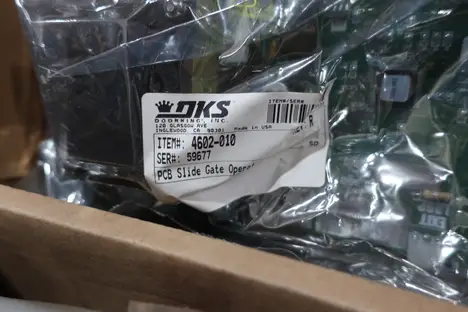 DKS
DOORKING, INC.
120 GLASGOW AVE
INGLEWOOD CA 90301
Made in USA
ITEM#/SER#
ITEM#: 4602-010
SER#: 59677
PCB Slide Gate
DKS